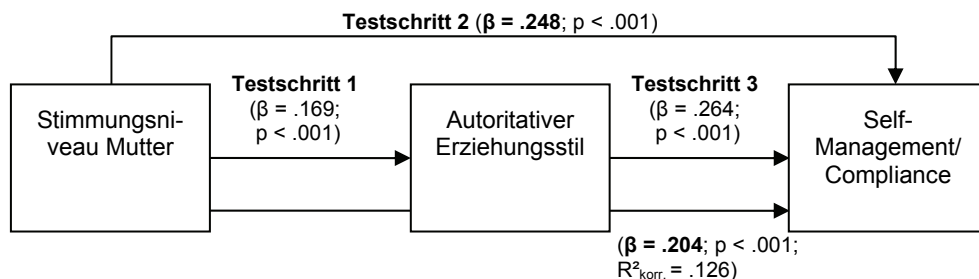 Testschritt 2 (β = .248; p < .001)
Testschritt 1
(β = .169;
p < .001)
Testschritt 3
(β = .264;
p < .001)
Stimmungsni-
veau Mutter
Autoritativer
Erziehungsstil
Self-
Management/
Compliance
(β = .204; p < .001;
R²korr. = .126)